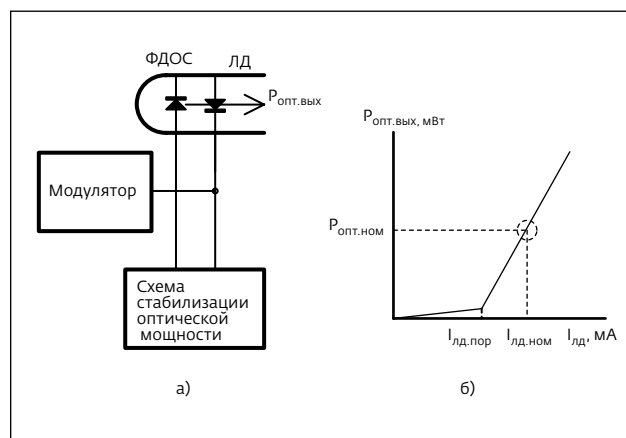 ФДОС ЛД
Pопт.вых
Модулятор
Схема
стабилизации
оптической
мощности
а)
Pопт.вых, мВт
Pопт.ном
Iлд.пор Iлд.ном Iлд, мА
б)